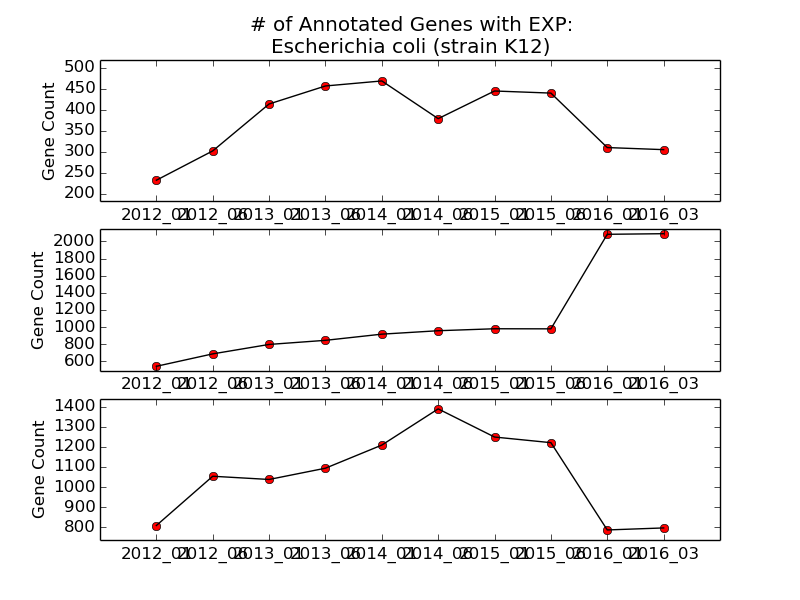 # of Annotated Genes with EXP:
Escherichia coli (strain K12)
500
450
400
350
300
250
200
Gene Count
2012_01 2012_06 2013_01 2013_06 2014_01 2014_06 2015_01 2015_06 2016_01 2016_03
2000
1800
1600
1400
1200
1000
800
600
Gene Count
2012_01 2012_06 2013_01 2013_06 2014_01 2014_06 2015_01 2015_06 2016_01 2016_03
1400
1300
1200
1100
1000
900
800
Gene Count
2012_01 2012_06 2013_01 2013_06 2014_01 2014_06 2015_01 2015_06 2016_01 2016_03